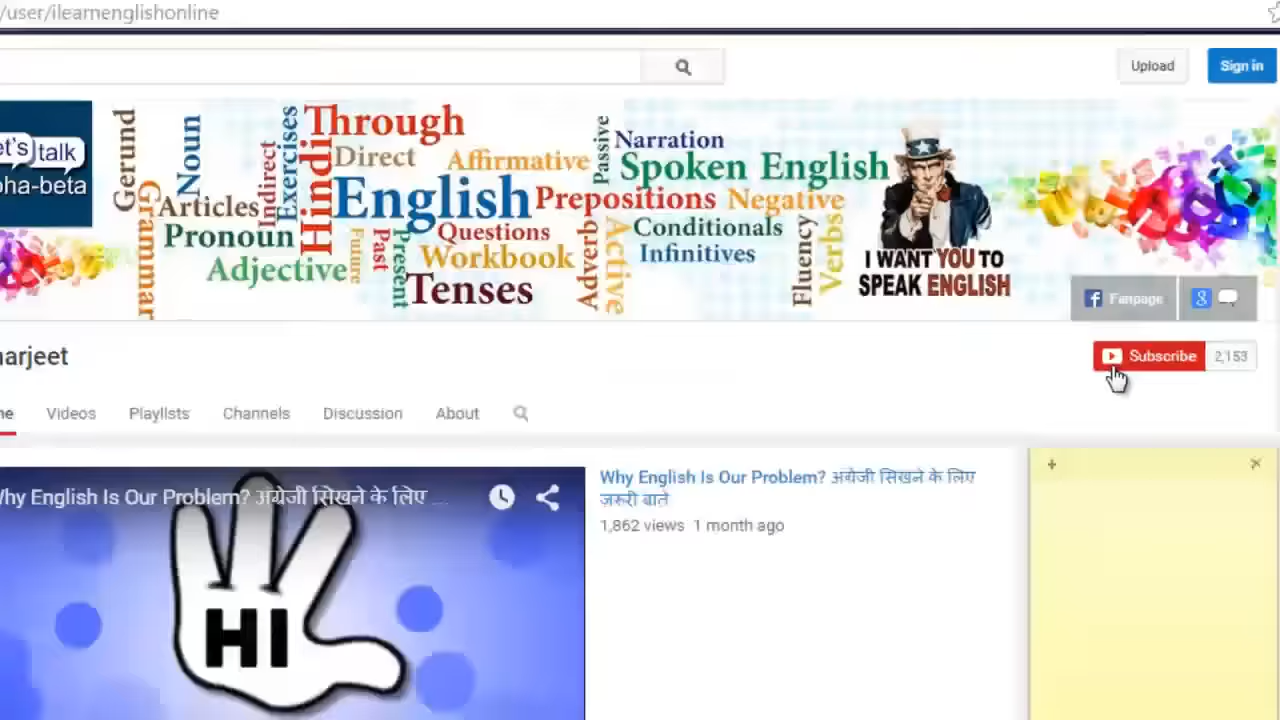 /user/ilearnenglishonline
Upload
Sign in
et's talk
pha-beta
Gerund
Grammar
Noun
Articles
Pronoun
Adjective
Indirect
Exercises
Hindi
Through
Direct
Affirmative
English
Questions
Future
Past
Present
Workbook
Tenses
Passive
Narration
Spoken English
Prepositions
Negative
Adverb
Active
Conditionals
Infinitives
Fluency
Verbs
I WANT YOU TO
SPEAK ENGLISH
Fanpage
8
arjeet
Subscribe 2,153
me Videos Playlists Channels Discussion About
Why English Is Our Problem? अंग्रेजी सिखने के लिए ...
HI
Why English Is Our Problem? अंग्रेजी सिखने के लिए
ज़रुरी बाते
1,862 views 1 month ago